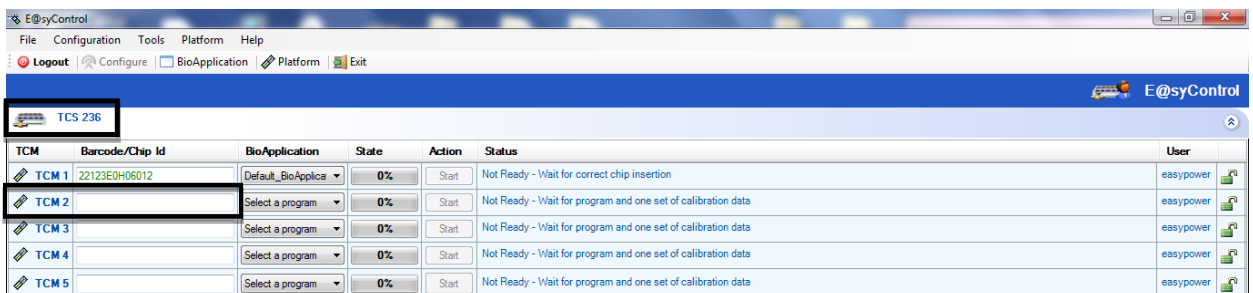 E@syControl
File Configuration Tools Platform Help
Logout Configure BioApplication Platform Exit
E@syControl
TCS 236
TCM Barcode/Chip Id BioApplication State Action Status User
TCM 1 22123E0H06012 Default_BioApplica 0% Start Not Ready - Wait for correct chip insertion easypower
TCM 2 Select a program 0% Start Not Ready - Wait for program and one set of calibration data easypower
TCM 3 Select a program 0% Start Not Ready - Wait for program and one set of calibration data easypower
TCM 4 Select a program 0% Start Not Ready - Wait for program and one set of calibration data easypower
TCM 5 Select a program 0% Start Not Ready - Wait for program and one set of calibration data easypower